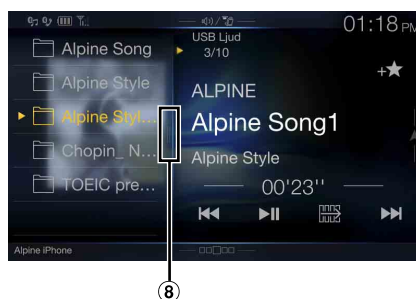 01:18 PM
Alpine Song
Alpine Style
Alpine Styl...
Chopin_ N...
TOEIC pre...
USB Ljud
3/10
ALPINE
Alpine Song1
Alpine Style
00'23''
Alpine iPhone
8